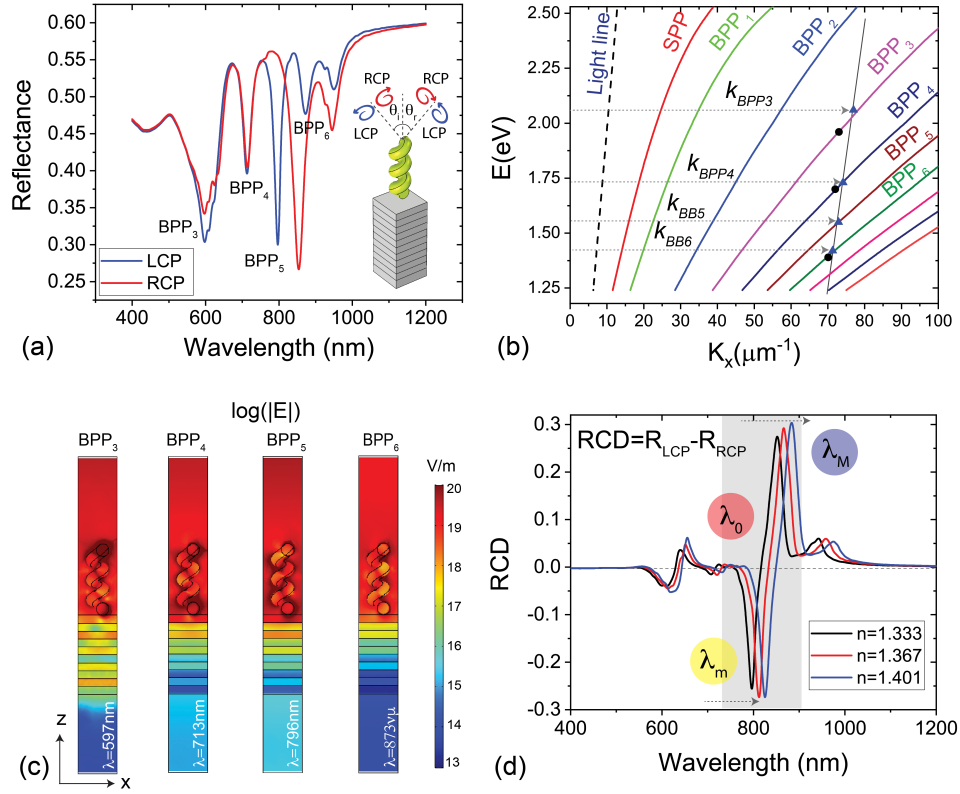 0.60
0.55
0.50
0.45
0.40
0.35
0.30
0.25
Reflectance
400
600
800
1000
1200
Wavelength (nm)
BPP3
BPP4
BPP5
BPP6
LCP
RCP
RCP
RCP
θ
θ
LCP
LCP
(a)
2.50
2.25
2.00
1.75
1.50
1.25
E(eV)
0
10
20
30
40
50
60
70
80
90
100
Kx(μm-1)
Light line
SPP
BPP1
BPP2
BPP3
BPP4
BPP5
BPP6
kBPP3
kBPP4
kBB5
kBB6
(b)
log(|E|)
BPP3
BPP4
BPP5
BPP6
V/m
20
19
18
17
16
15
14
13
λ=597nm
λ=713nm
λ=796nm
λ=873νμ
z
x
(c)
0.3
0.2
0.1
0.0
-0.1
-0.2
-0.3
RCD
RCD=RLCP-RRCP
λM
λ0
λm
n=1.333
n=1.367
n=1.401
400
600
800
1000
1200
Wavelength (nm)
(d)